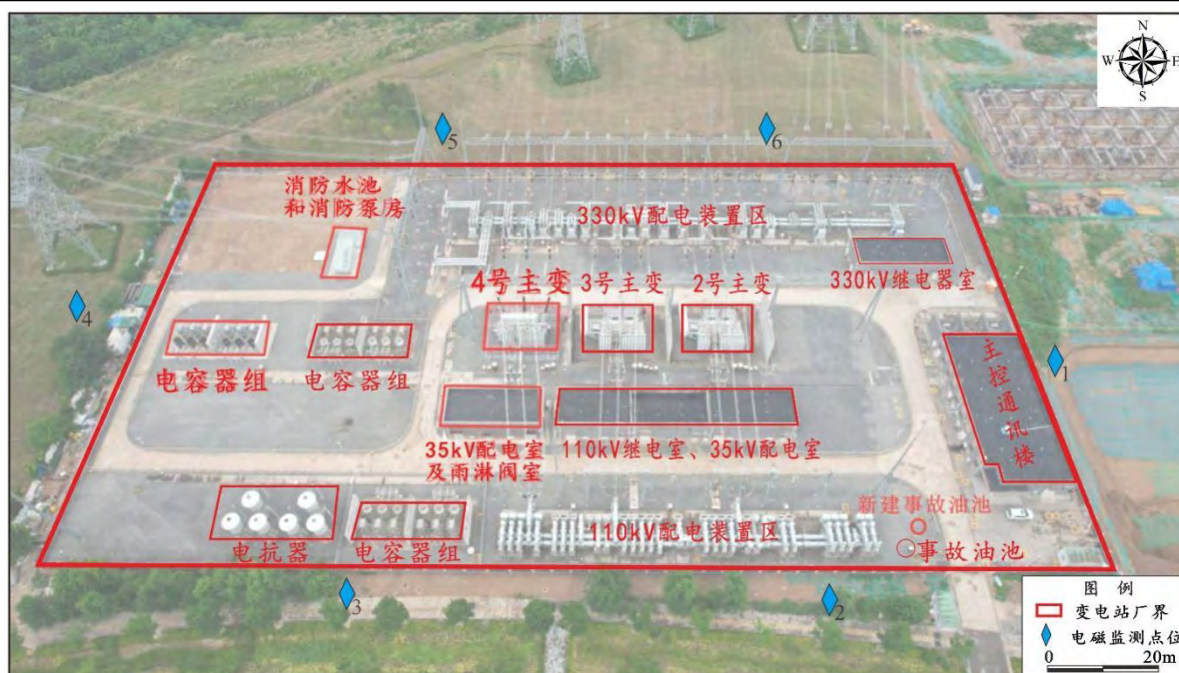 N
W E
S
5
6
消防水池
和消防泵房
330kV配电装置区
4号主变
3号主变
2号主变
330kV继电器室
4
电容器组
电容器组
1
主控通讯楼
35kV配电室
及雨淋阀室
110kV继电室、35kV配电室
新建事故油池
110kV配电装置区
事故油池
电抗器
电容器组
3
2
图 例
变电站厂界
电磁监测点位
0 20m